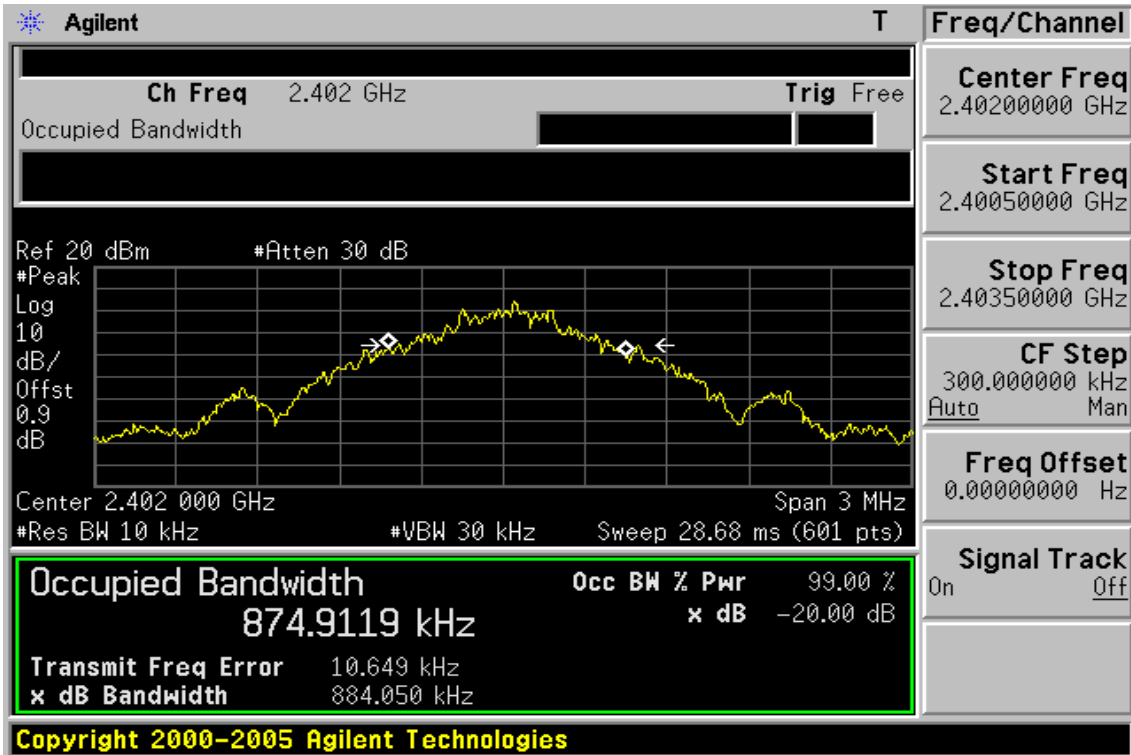 Agilent T Freq/Channel
Ch Freq 2.402 GHz Trig Free
Occupied Bandwidth
Center Freq
2.40200000 GHz
Start Freq
2.40050000 GHz
Stop Freq
2.40350000 GHz
CF Step
300.000000 kHz
Auto Man
Freq Offset
0.00000000 Hz
Signal Track
On Off
Ref 20 dBm #Atten 30 dB
#Peak
Log
10
dB/
Offst
0.9
dB
Center 2.402 000 GHz Span 3 MHz
#Res BW 10 kHz #VBW 30 kHz Sweep 28.68 ms (601 pts)
Occupied Bandwidth
874.9119 kHz
Occ BW % Pwr 99.00 %
x dB -20.00 dB
Transmit Freq Error 10.649 kHz
x dB Bandwidth 884.050 kHz
Copyright 2000-2005 Agilent Technologies